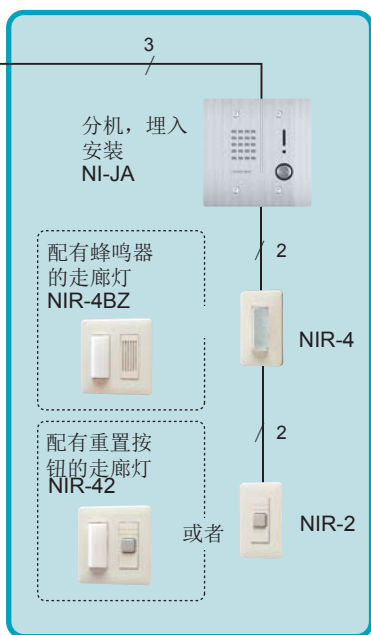 3
分机，埋入
安装
NI-JA
2
配有蜂鸣器
的走廊灯
NIR-4BZ
NIR-4
2
配有重置按
钮的走廊灯
NIR-42
或者
NIR-2